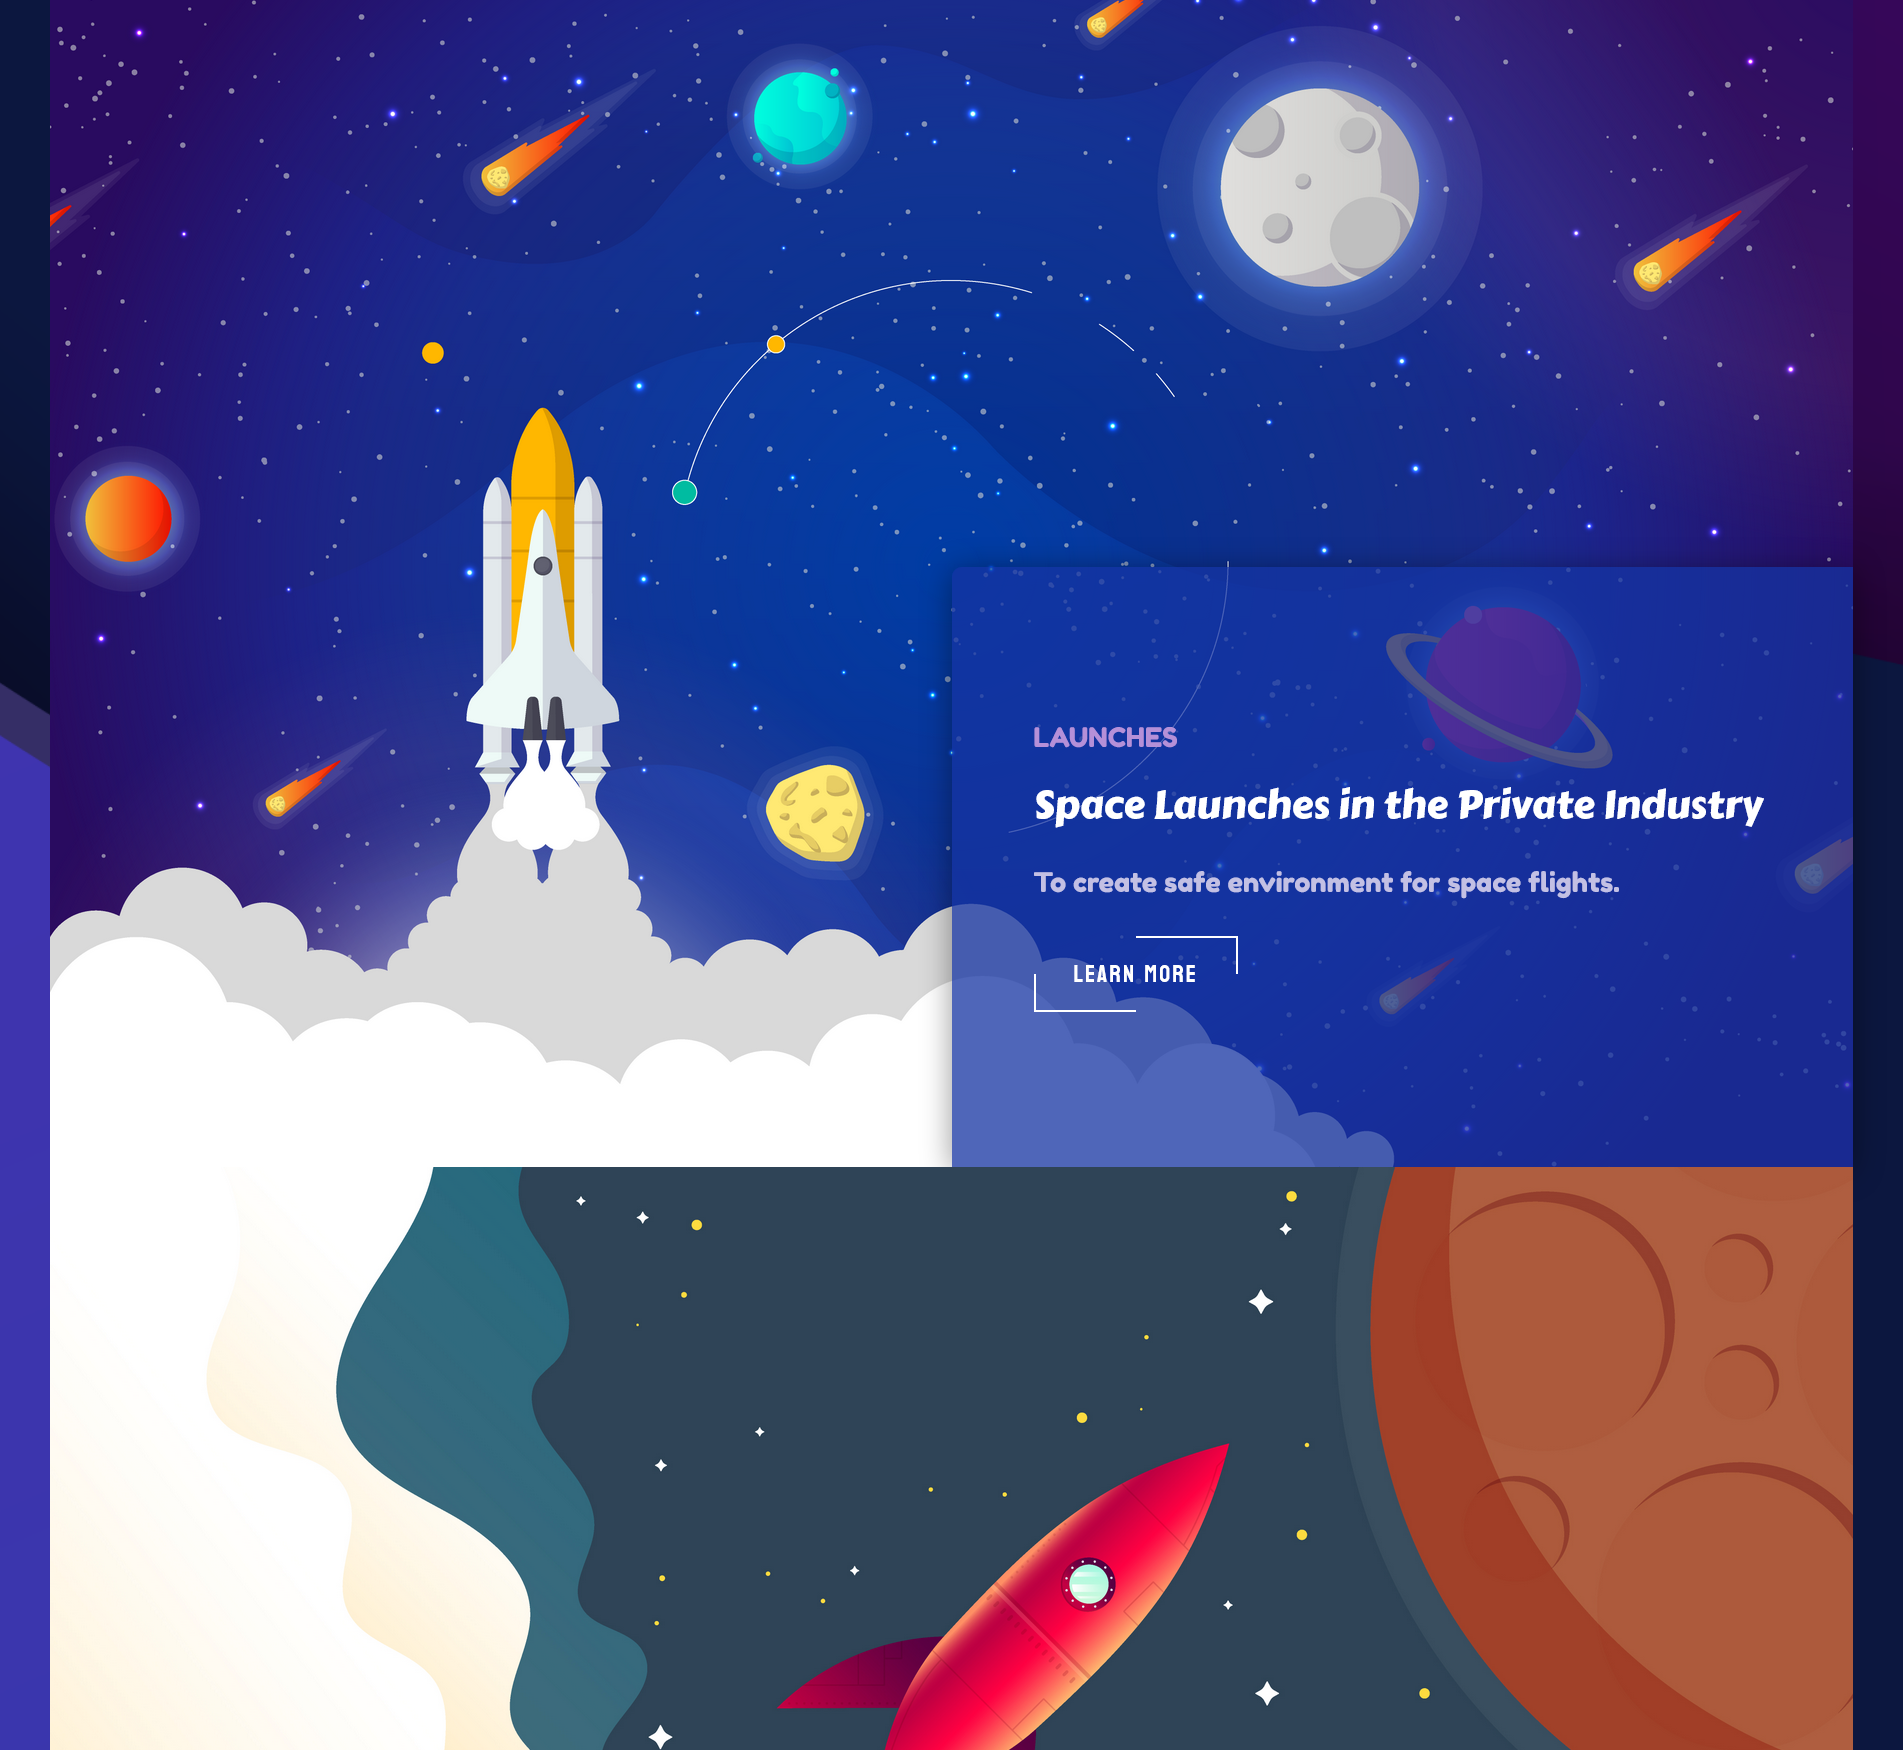 LAUNCHES
Space Launches in the Private Industry
To create safe environment for space flights.
LEARN MORE